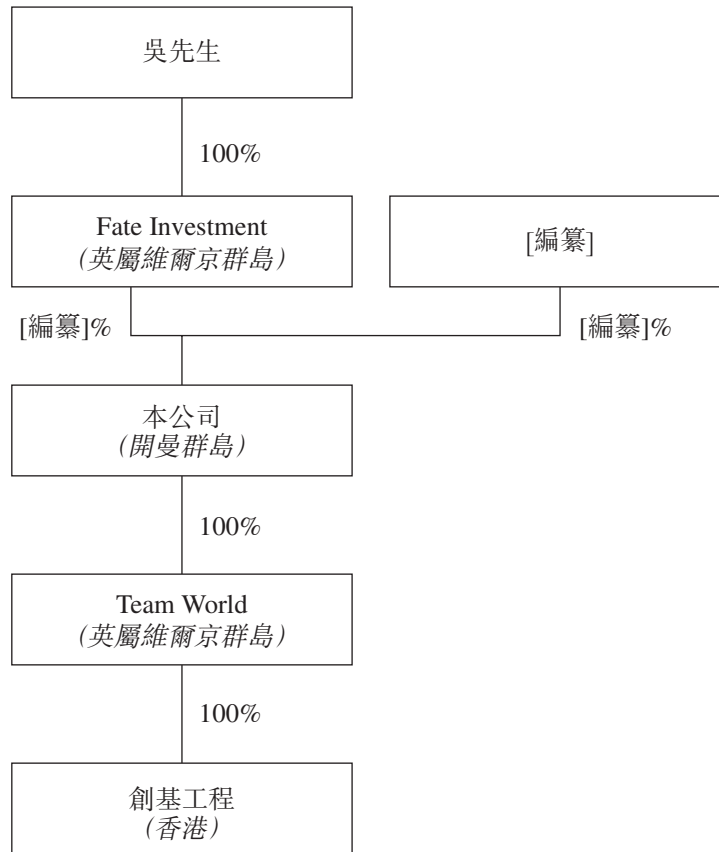 吳先生
100%
Fate Investment
(英屬維爾京群島)
[編纂]
[編纂]%
[編纂]%
本公司
(開曼群島)
100%
Team World
(英屬維爾京群島)
100%
創基工程
(香港)